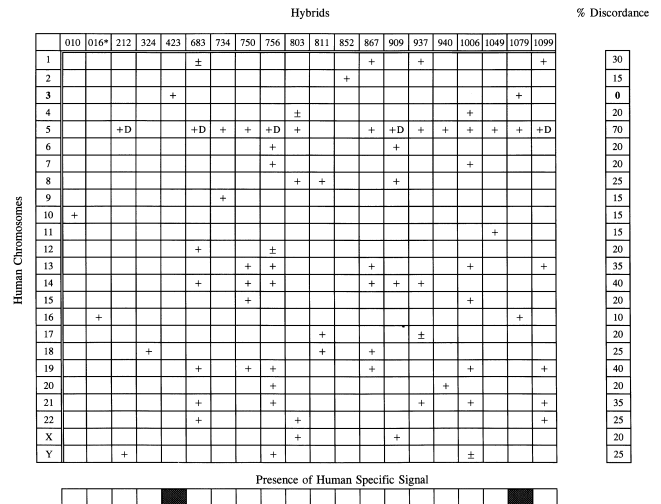 Hybrids % Discordance
010 016* 212 324 423 683 734 750 756 803 811 852 867 909 937 940 1006 1049 1079 1099
Human Chromosomes
1 ± + + + 30
2 + 15
3 + + 0
4 ± + 20
5 +D +D + + +D + + +D + + + + + +D 70
6 + + 20
7 + + 20
8 + + + 25
9 + 15
10 + 15
11 + 15
12 + ± 20
13 + + + + + 35
14 + + + + + + 40
15 + + 20
16 + + 10
17 + ± 20
18 + + + 25
19 + + + + + + 40
20 + + 20
21 + + + + + 35
22 + + + 25
X + + 20
Y + + ± 25
Presence of Human Specific Signal